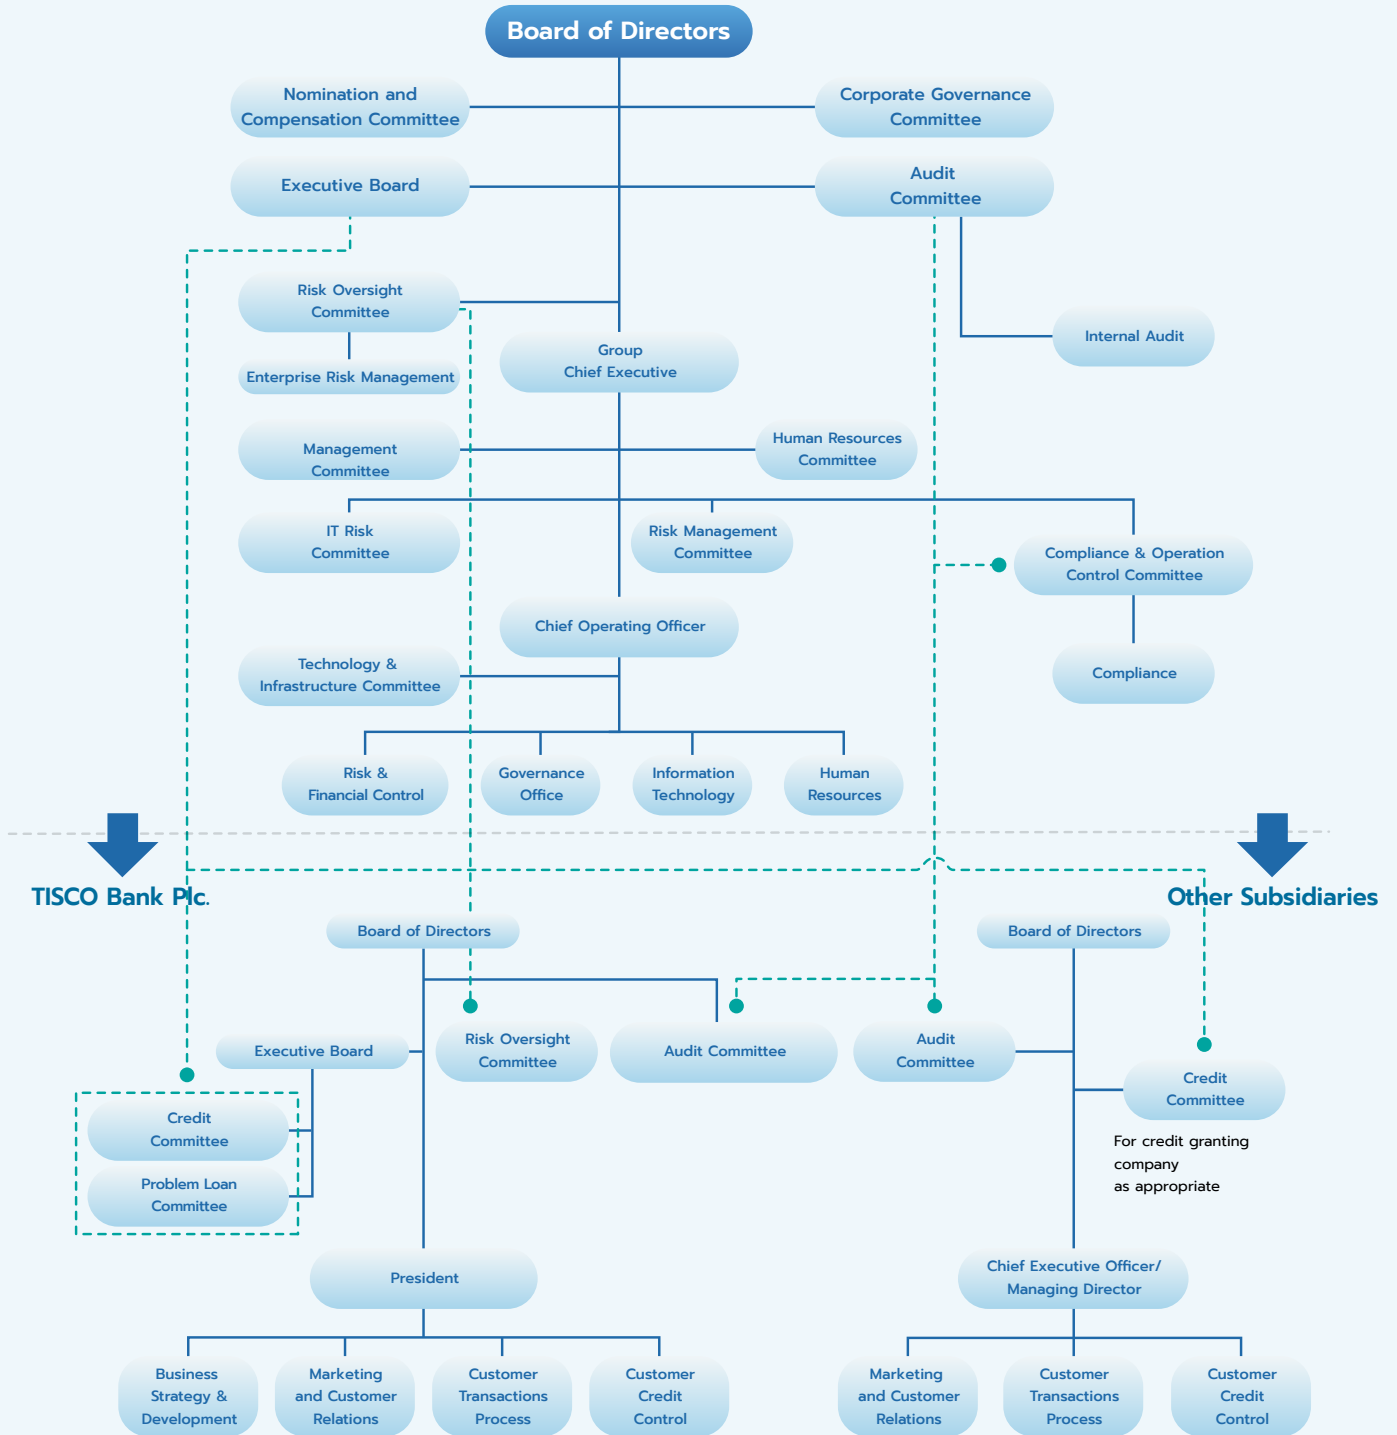 Board of Directors
Nomination and
Compensation Committee
Corporate Governance
Committee
Executive Board
Audit
Committee
Risk Oversight
Committee
Enterprise Risk Management
Group
Chief Executive
Internal Audit
Management
Committee
Human Resources
Committee
IT Risk
Committee
Risk Management
Committee
Compliance & Operation
Control Committee
Chief Operating Officer
Technology &
Infrastructure Committee
Compliance
Risk &
Financial Control
Governance
Office
Information
Technology
Human
Resources
TISCO Bank Plc.
Other Subsidiaries
Board of Directors
Board of Directors
Executive Board
Risk Oversight
Committee
Audit Committee
Audit
Committee
Credit
Committee
For credit granting
company
as appropriate
Credit
Committee
Problem Loan
Committee
President
Chief Executive Officer/
Managing Director
Business
Strategy &
Development
Marketing
and Customer
Relations
Customer
Transactions
Process
Customer
Credit
Control
Marketing
and Customer
Relations
Customer
Transactions
Process
Customer
Credit
Control